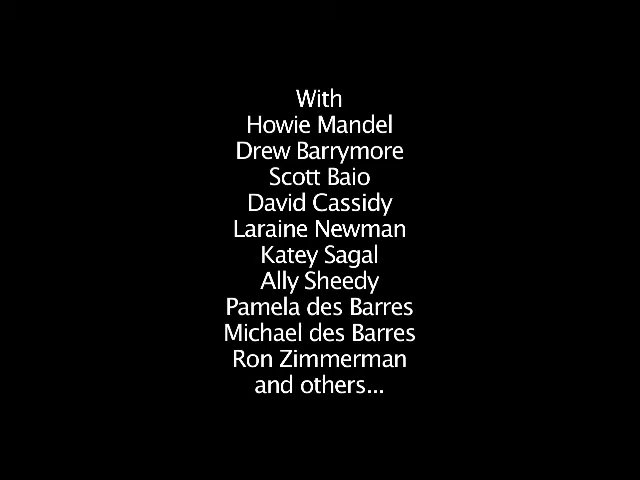 With
Howie Mandel
Drew Barrymore
Scott Baio
David Cassidy
Laraine Newman
Katey Sagal
Ally Sheedy
Pamela des Barres
Michael des Barres
Ron Zimmerman
and others...